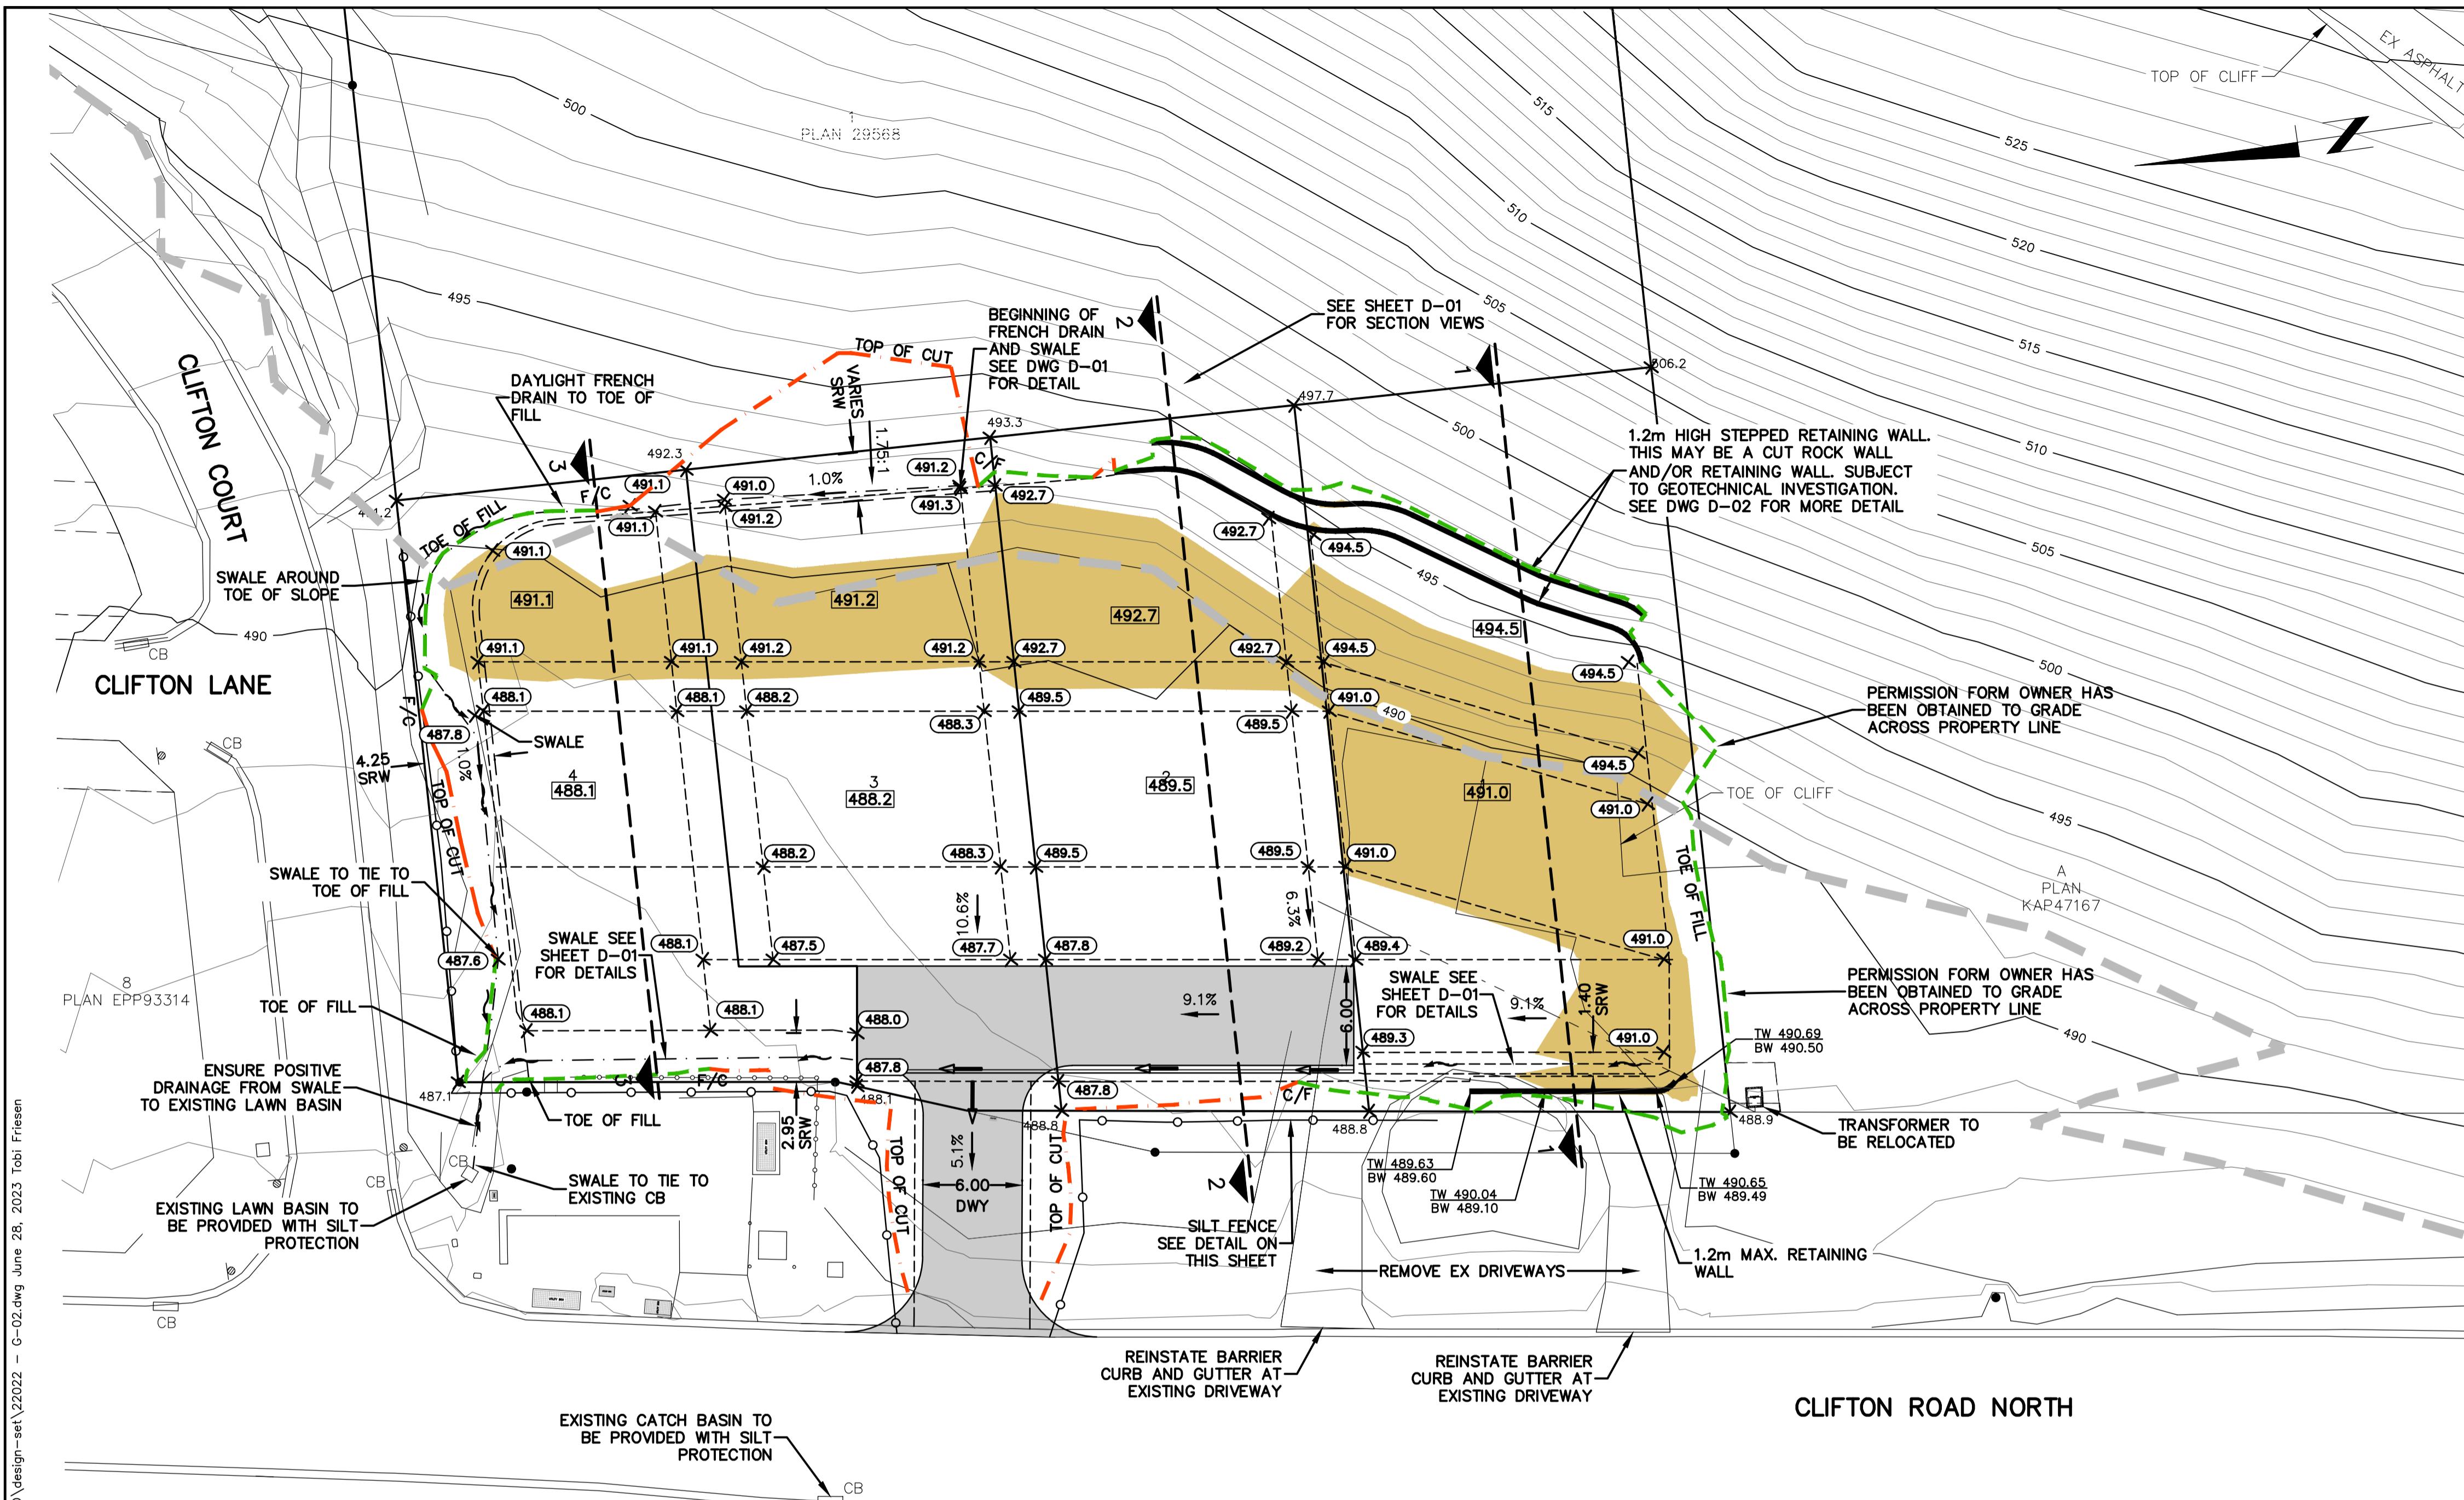 TOP OF CLIFF
EX ASPHALT
500
1
PLAN 29568
515
525
510
520
495
505
515
CLIFTON COURT
DAYLIGHT FRENCH
DRAIN TO TOE OF
FILL
TOP OF CUT
VARIES
SRW
1.75:1
BEGINNING OF
FRENCH DRAIN
AND SWALE
SEE DWG D-01
FOR DETAIL
2
SEE SHEET D-01
FOR SECTION VIEWS
1
506.2
497.7
493.3
492.3
500
510
1.2m HIGH STEPPED RETAINING WALL.
THIS MAY BE A CUT ROCK WALL
AND/OR RETAINING WALL. SUBJECT
TO GEOTECHNICAL INVESTIGATION.
SEE DWG D-02 FOR MORE DETAIL
3
F/C
491.1
491.0
1.0%
491.2
C/F
491.3
492.7
491.1
491.2
492.7
494.5
TOE OF FILL
491.1
495
505
SWALE AROUND
TOE OF SLOPE
491.1
491.2
492.7
494.5
490
CB
491.1
491.1
491.2
491.2
492.7
492.7
494.5
494.5
500
CLIFTON LANE
F/C
488.1
488.1
488.2
488.3
489.5
489.5
491.0
490
PERMISSION FORM OWNER HAS
BEEN OBTAINED TO GRADE
ACROSS PROPERTY LINE
487.8
SWALE
CB
4.25
SRW
1.0%
494.5
4
488.1
3
488.2
2
489.5
1
491.0
491.0
TOE OF CLIFF
495
TOP OF CUT
488.2
488.3
489.5
489.5
491.0
TOE OF FILL
A
PLAN
KAP47167
SWALE TO TIE TO
TOE OF FILL
10.6%
6.3%
SWALE SEE
SHEET D-01
FOR DETAILS
487.6
488.1
487.5
487.7
487.8
489.2
489.4
491.0
8
PLAN EPP93314
TOE OF FILL
488.1
488.1
488.0
9.1%
6.00
SWALE SEE
SHEET D-01
FOR DETAILS
9.1%
1.40
SRW
PERMISSION FORM OWNER HAS
BEEN OBTAINED TO GRADE
ACROSS PROPERTY LINE
490
489.3
491.0
TW 490.69
BW 490.50
ENSURE POSITIVE
DRAINAGE FROM SWALE
TO EXISTING LAWN BASIN
487.1
TOE OF FILL
3
F/C
487.8
488.1
487.8
C/F
488.8
488.8
488.9
TRANSFORMER TO
BE RELOCATED
2.95
SRW
TOP OF CUT
5.1%
6.00
DWY
TOP OF CUT
2
1
TW 489.63
BW 489.60
TW 490.04
BW 489.10
TW 490.65
BW 489.49
CB
CB
SWALE TO TIE TO
EXISTING CB
EXISTING LAWN BASIN TO
BE PROVIDED WITH SILT
PROTECTION
SILT FENCE
SEE DETAIL ON
THIS SHEET
REMOVE EX DRIVEWAYS
1.2m MAX. RETAINING
WALL
CB
REINSTATE BARRIER
CURB AND GUTTER AT
EXISTING DRIVEWAY
REINSTATE BARRIER
CURB AND GUTTER AT
EXISTING DRIVEWAY
CLIFTON ROAD NORTH
EXISTING CATCH BASIN TO
BE PROVIDED WITH SILT
PROTECTION
CB
\design-set\22022 - G-02.dwg June 28, 2023 Tobi Friesen